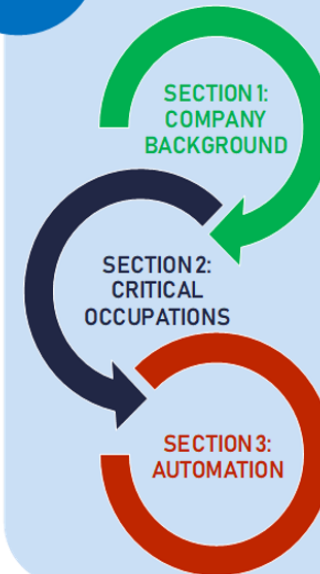 SECTION 1:
COMPANY
BACKGROUND
SECTION 2:
CRITICAL
OCCUPATIONS
SECTION 3:
AUTOMATION